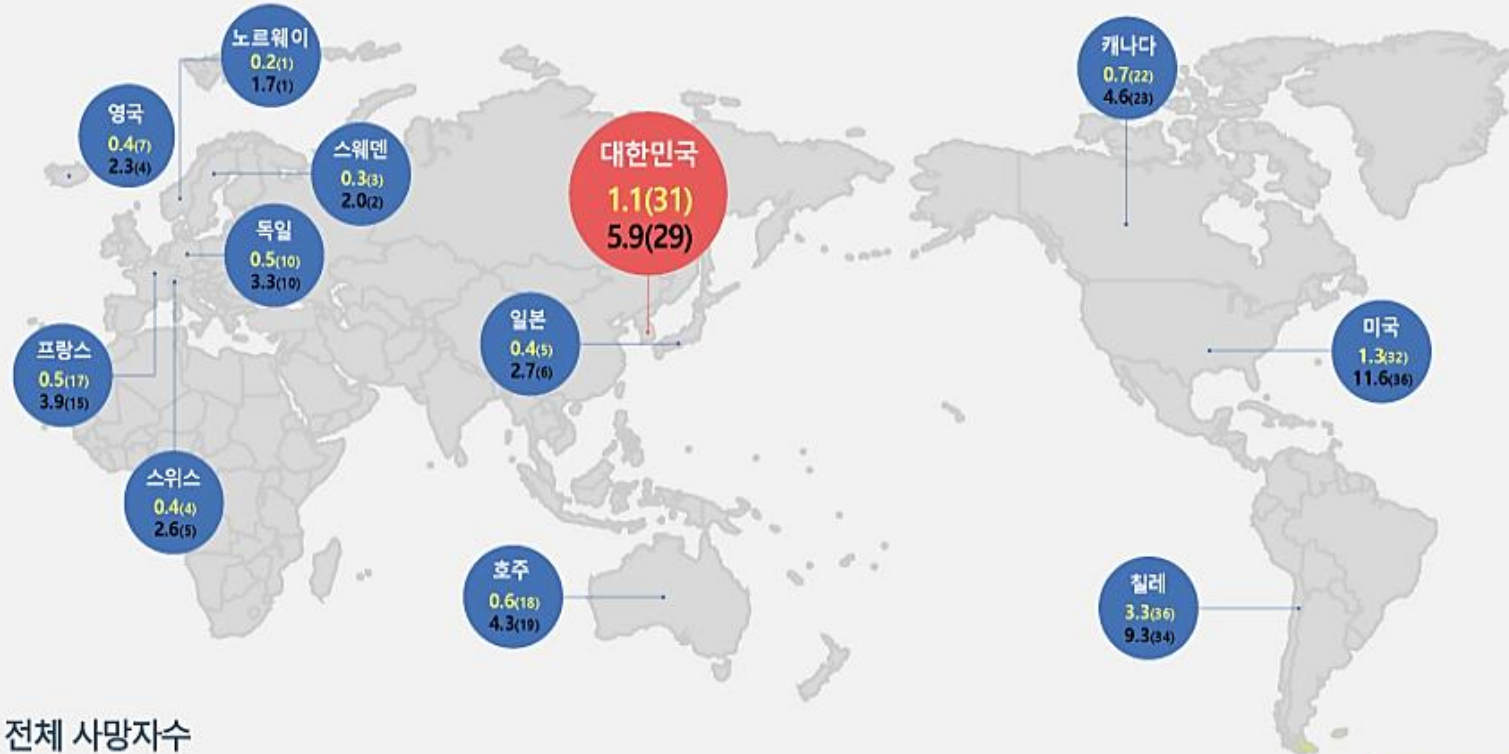 노르웨이
0.2(1)
1.7(1)
캐나다
0.7(22)
4.6(23)
영국
0.4(7)
2.3(4)
스웨덴
0.3(3)
2.0(2)
대한민국
1.1(31)
5.9(29)
독일
0.5(10)
3.3(10)
일본
0.4(5)
2.7(6)
미국
1.3(32)
11.6(36)
프랑스
0.5(17)
3.9(15)
스위스
0.4(4)
2.6(5)
호주
0.6(18)
4.3(19)
칠레
3.3(36)
9.3(34)
전체 사망자수